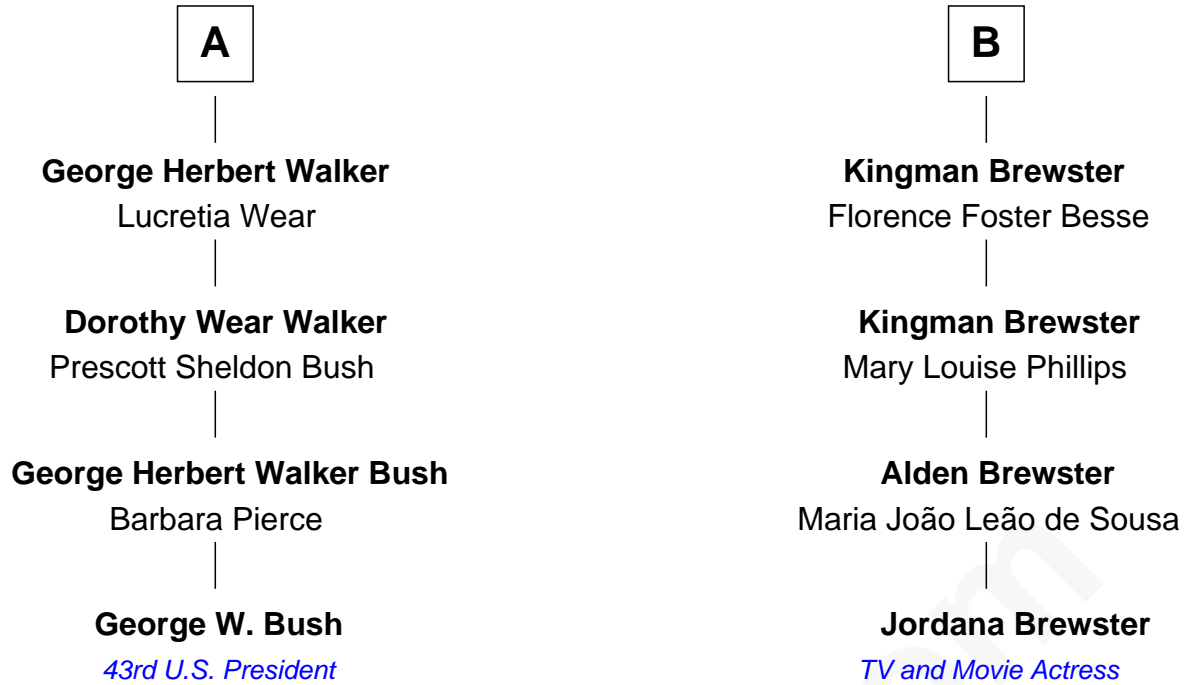 A
George Herbert Walker
Lucretia Wear
Dorothy Wear Walker
Prescott Sheldon Bush
George Herbert Walker Bush
Barbara Pierce
George W. Bush
43rd U.S. President
B
Kingman Brewster
Florence Foster Besse
Kingman Brewster
Mary Louise Phillips
Alden Brewster
Maria João Leão de Sousa
Jordana Brewster
TV and Movie Actress